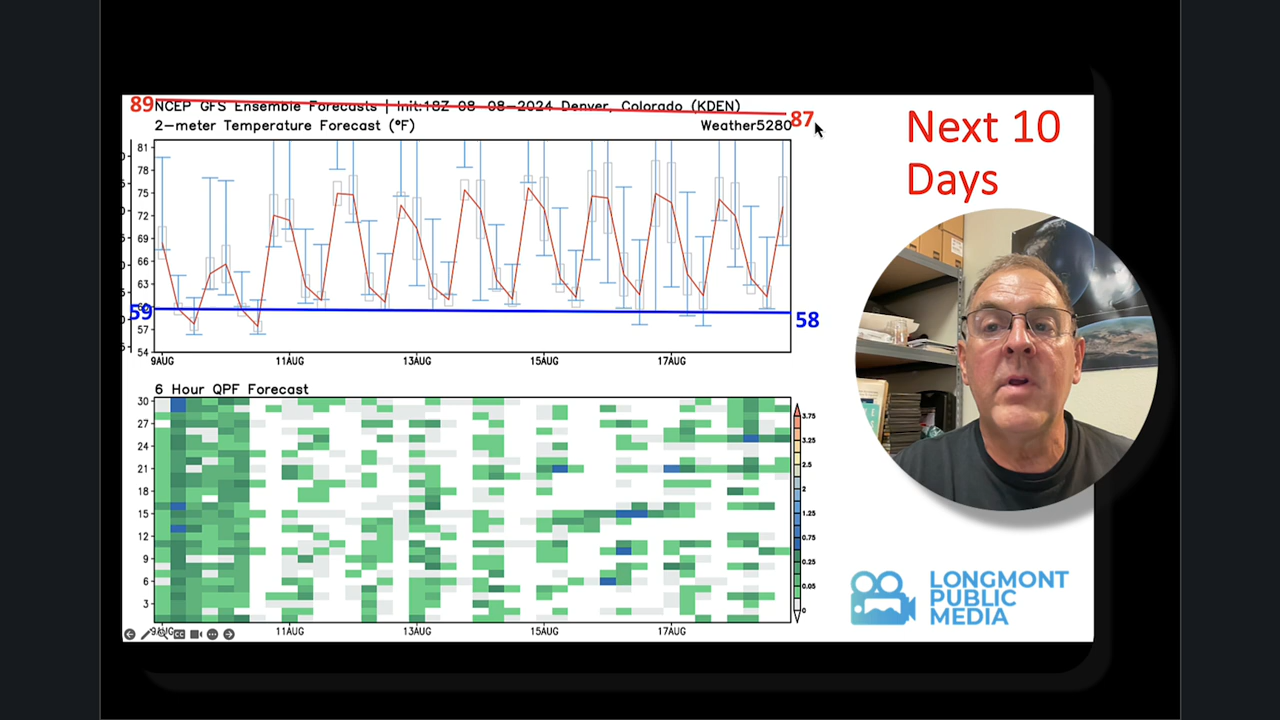 89
NCEP GFS Ensemble Forecasts | Init:18Z 08-08-2024 Denver, Colorado (KDEN)
87
2-meter Temperature Forecast (°F)
Weather5280
Next 10
Days
81
78
75
72
69
66
63
59
57
54
58
9AUG
11AUG
13AUG
15AUG
17AUG
6 Hour QPF Forecast
30
27
24
21
18
15
12
9
6
3
3.75
3.25
2.5
2
1.25
0.75
0.25
0.05
0
9AUG
11AUG
13AUG
15AUG
17AUG
LONGMONT
PUBLIC
MEDIA